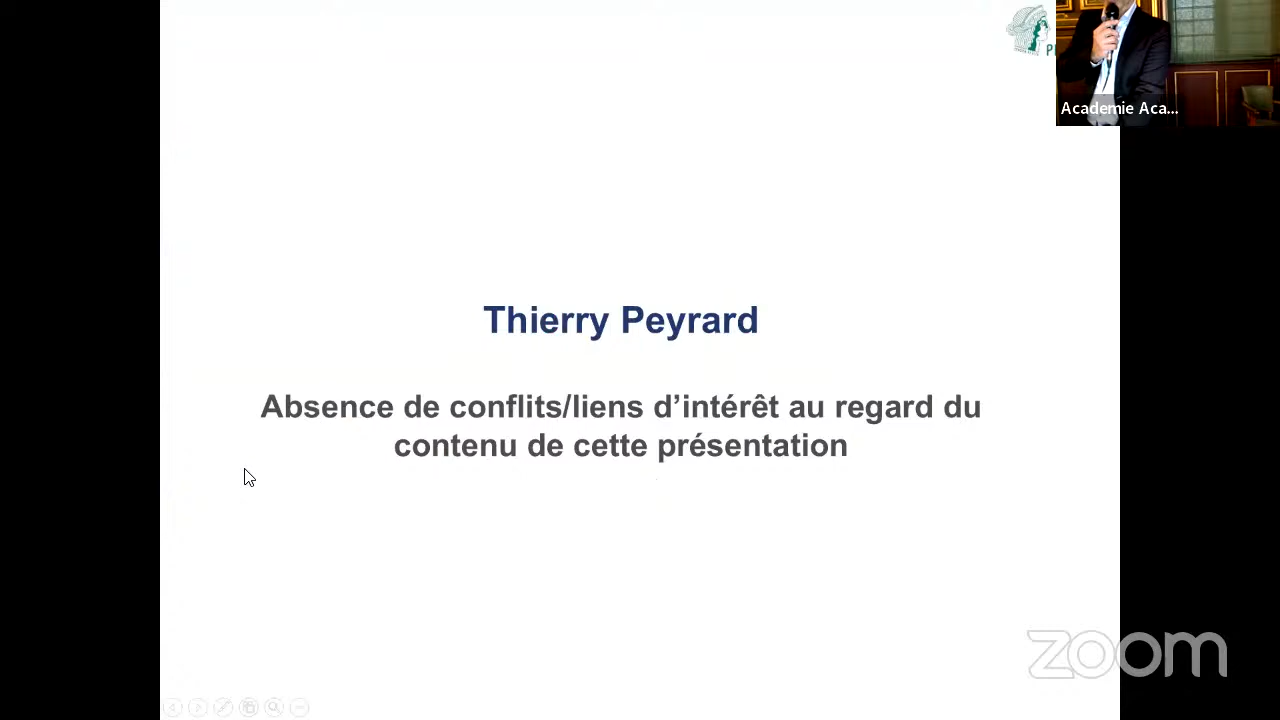 Academie Aca...
Thierry Peyrard
Absence de conflits/liens d’intérêt au regard du
contenu de cette présentation
zoom